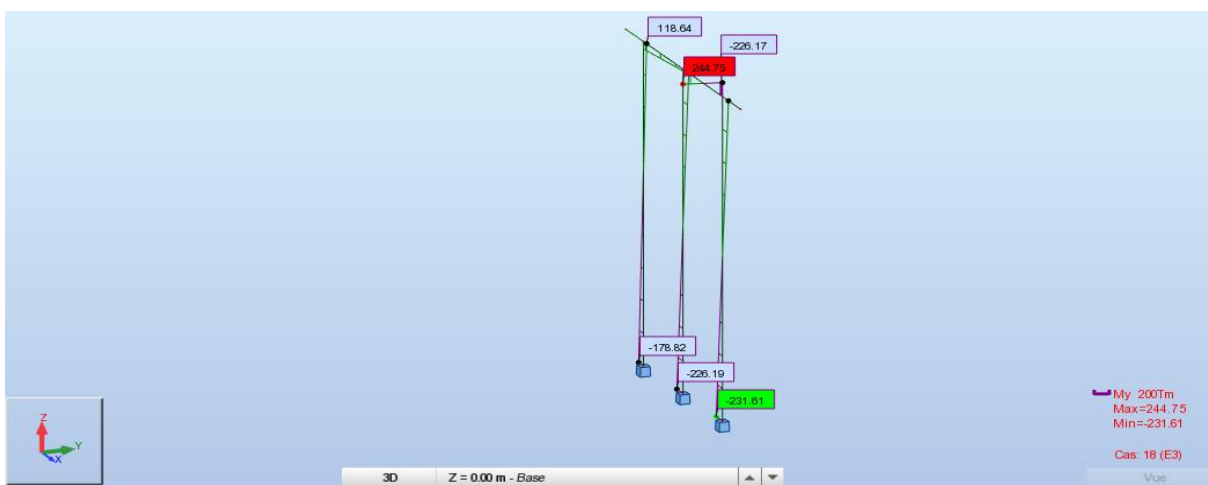 118.64
-226.17
244.75
-178.82
-226.19
-231.61
My 200Tm
Max=244.75
Min=-231.61
Cas: 18 (E3)
Z
Y
X
3D Z = 0.00 m - Base
Vue